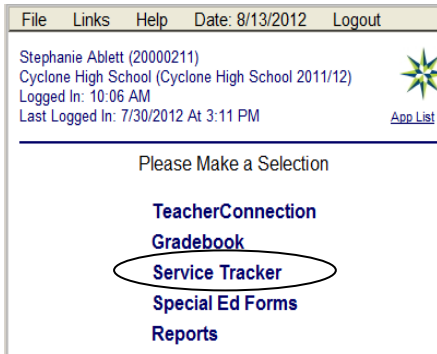 File Links Help Date: 8/13/2012 Logout
Stephanie Ablett (20000211)
Cyclone High School (Cyclone High School 2011/12)
Logged In: 10:06 AM
Last Logged In: 7/30/2012 At 3:11 PM
App List
Please Make a Selection
TeacherConnection
Gradebook
Service Tracker
Special Ed Forms
Reports